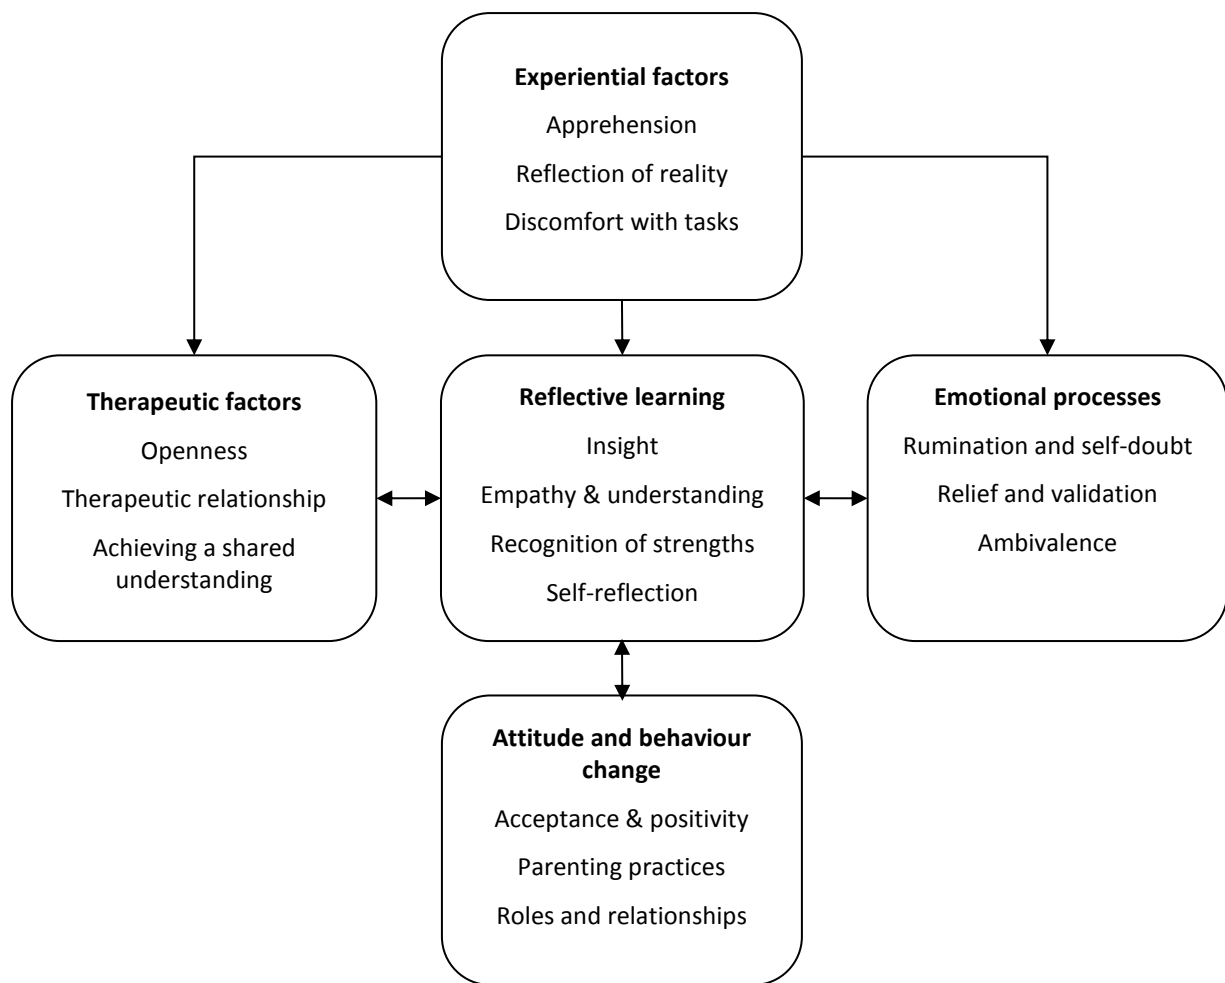 Experiential factors
Apprehension
Reflection of reality
Discomfort with tasks
Therapeutic factors
Openness
Therapeutic relationship
Achieving a shared
understanding
Reflective learning
Insight
Empathy & understanding
Recognition of strengths
Self-reflection
Emotional processes
Rumination and self-doubt
Relief and validation
Ambivalence
Attitude and behaviour
change
Acceptance & positivity
Parenting practices
Roles and relationships